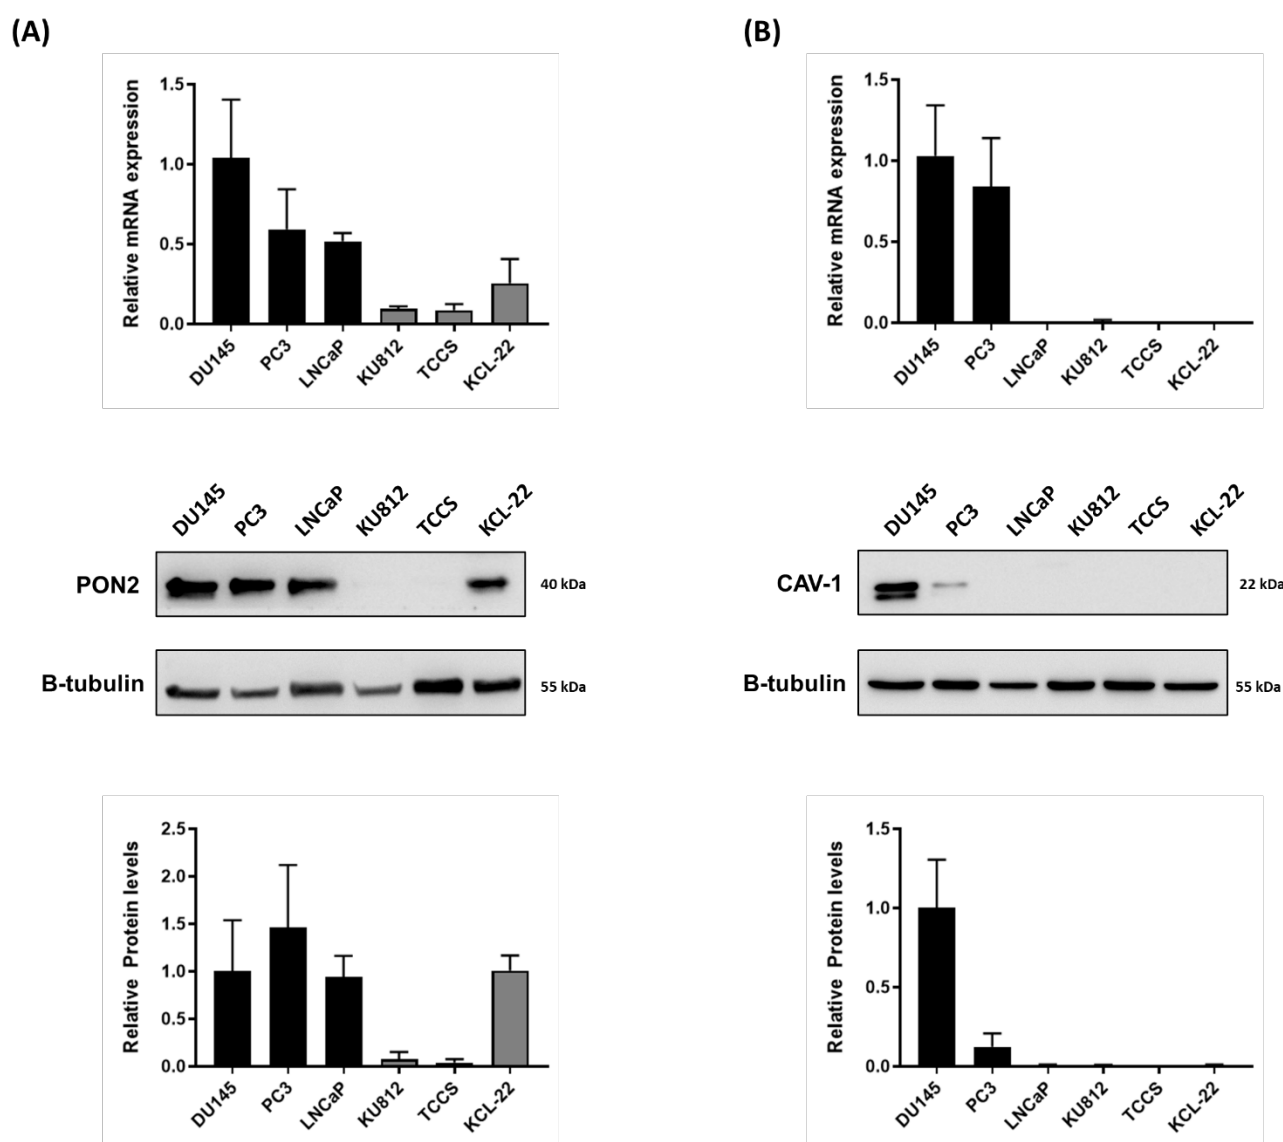 (A)
Relative mRNA expression
1.5
1.0
0.5
0.0
DU145 PC3 LNCaP KU812 TCCS KCL-22
DU145 PC3 LNCaP KU812 TCCS KCL-22
PON2 40 kDa
B-tubulin 55 kDa
Relative Protein levels
2.5
2.0
1.5
1.0
0.5
0.0
DU145 PC3 LNCaP KU812 TCCS KCL-22
(B)
Relative mRNA expression
1.5
1.0
0.5
0.0
DU145 PC3 LNCaP KU812 TCCS KCL-22
DU145 PC3 LNCaP KU812 TCCS KCL-22
CAV-1 22 kDa
B-tubulin 55 kDa
Relative Protein levels
1.5
1.0
0.5
0.0
DU145 PC3 LNCaP KU812 TCCS KCL-22